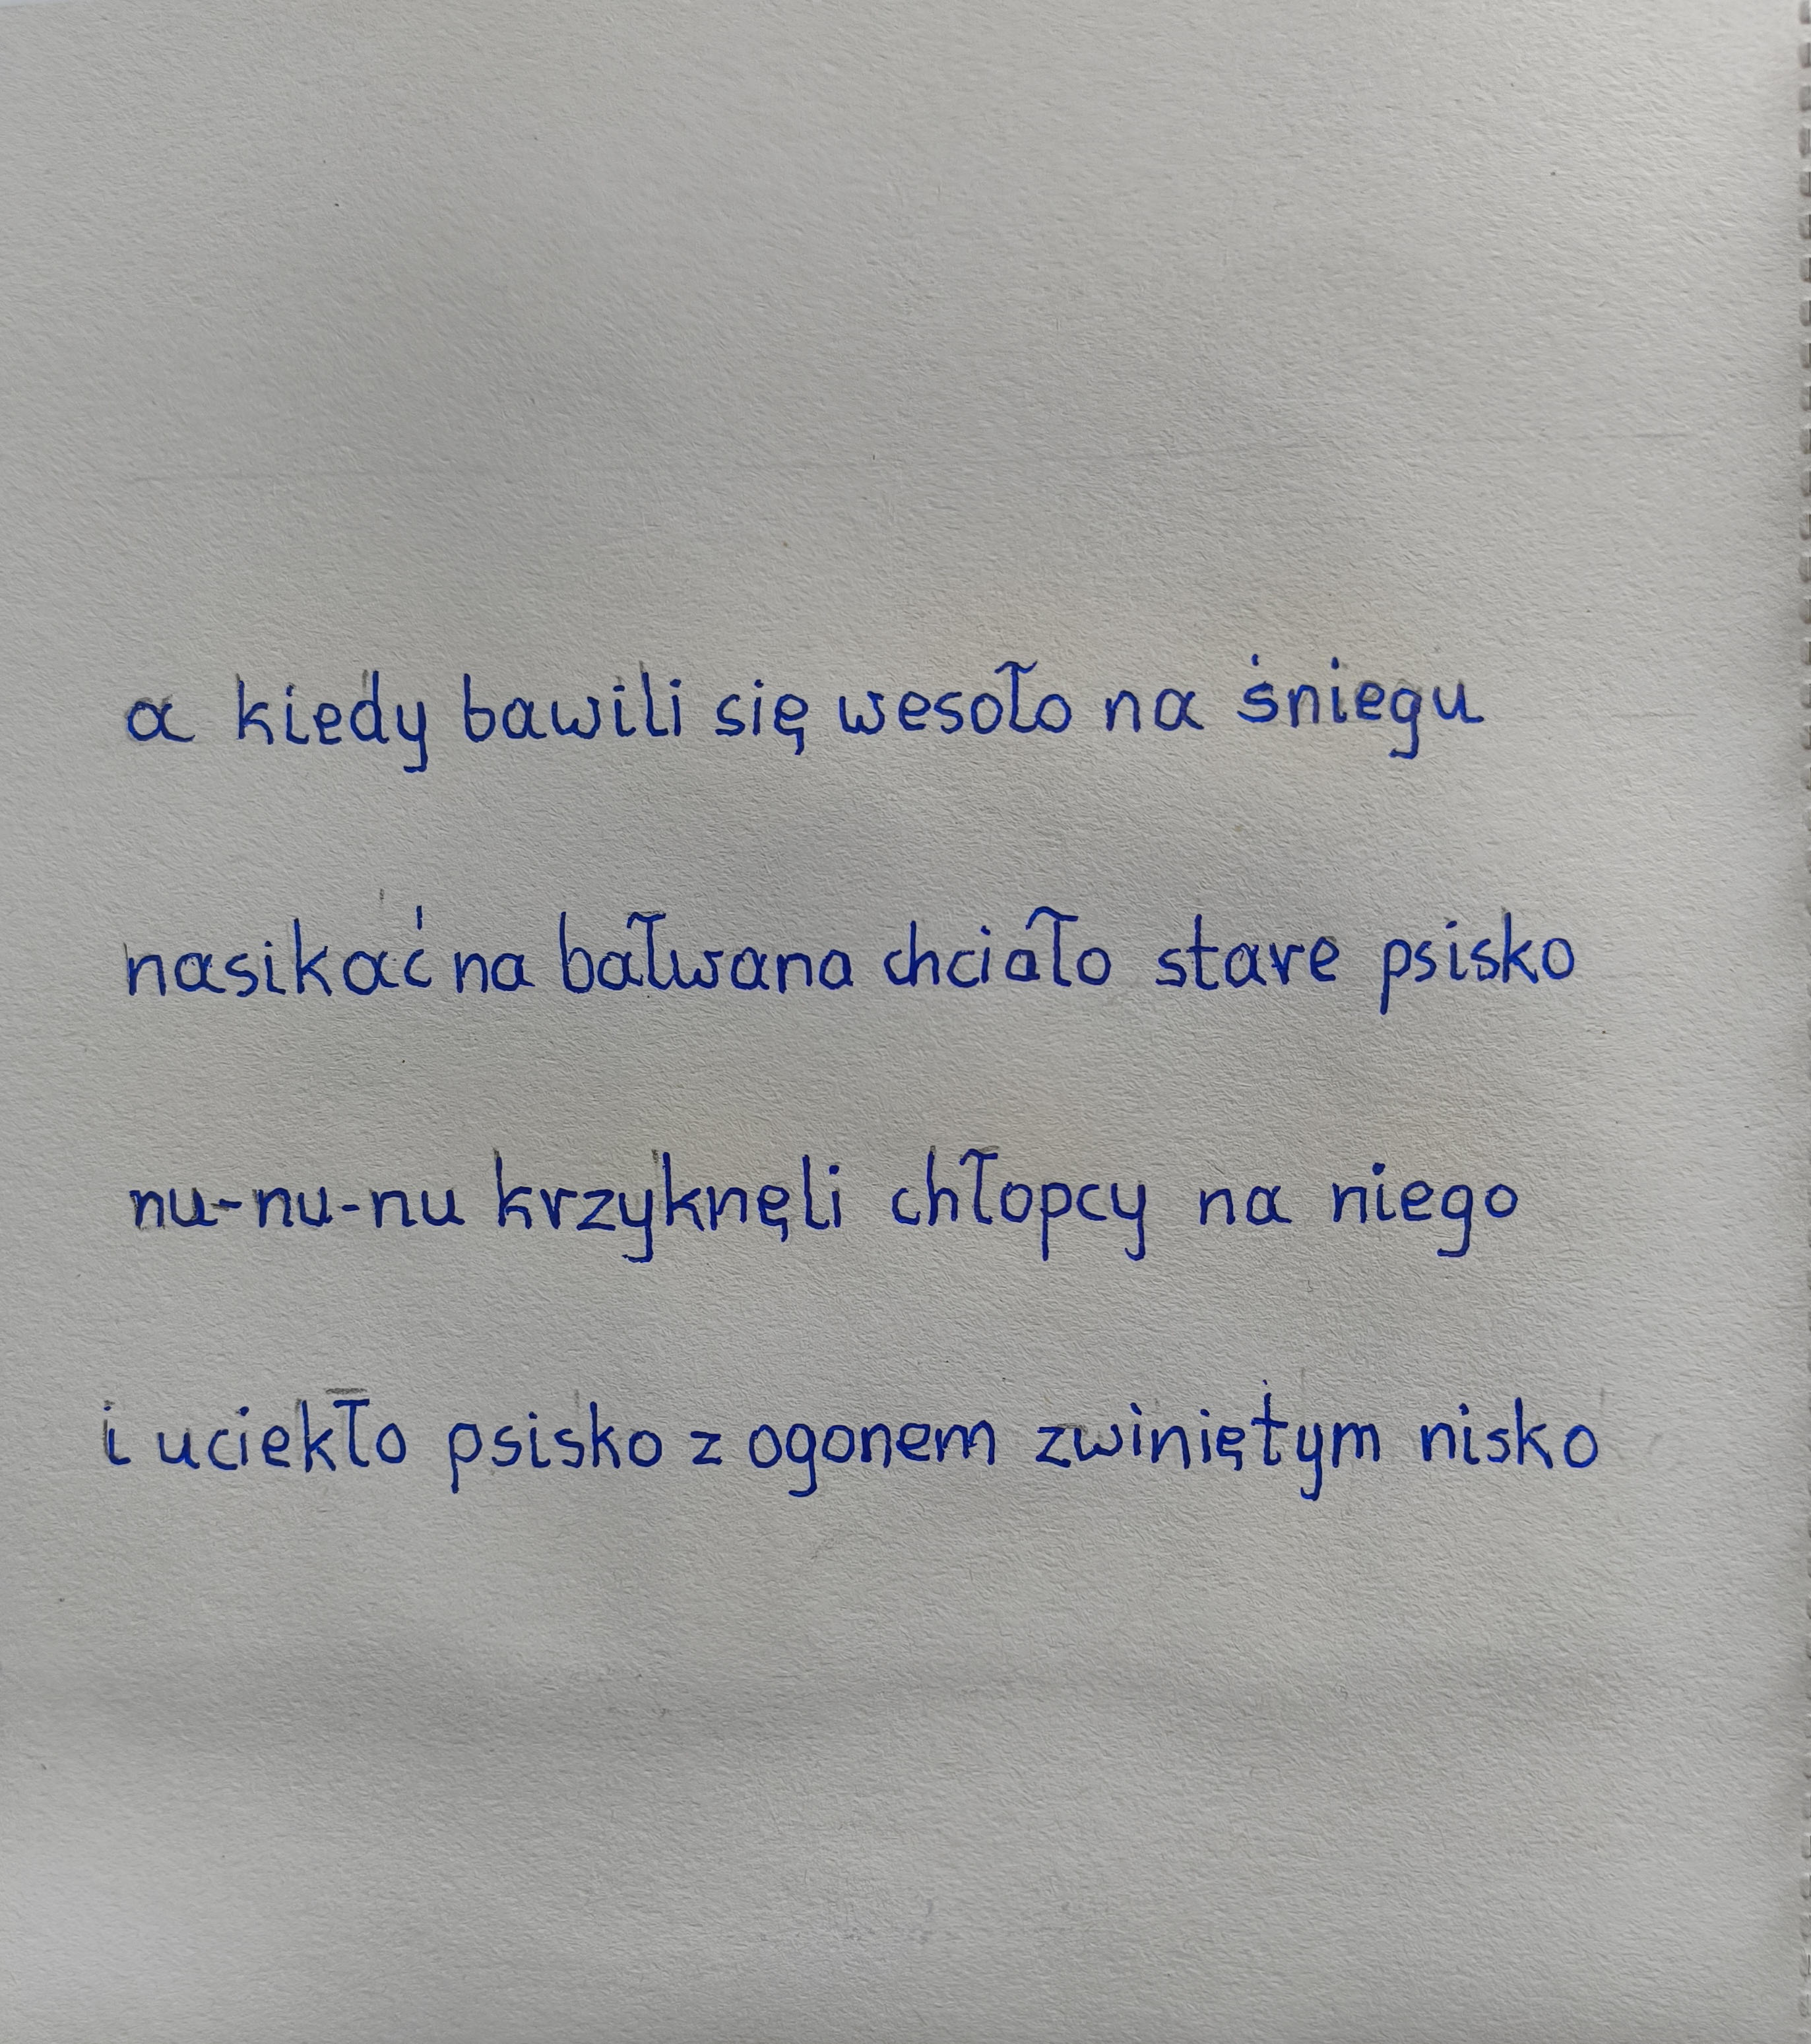 a kiedy bawili się wesoło na śniegu
nasikać na bałwana chciało stare psisko
nu-nu-nu krzyknęli chłopcy na niego
i uciekło psisko z ogonem zwiniętym nisko